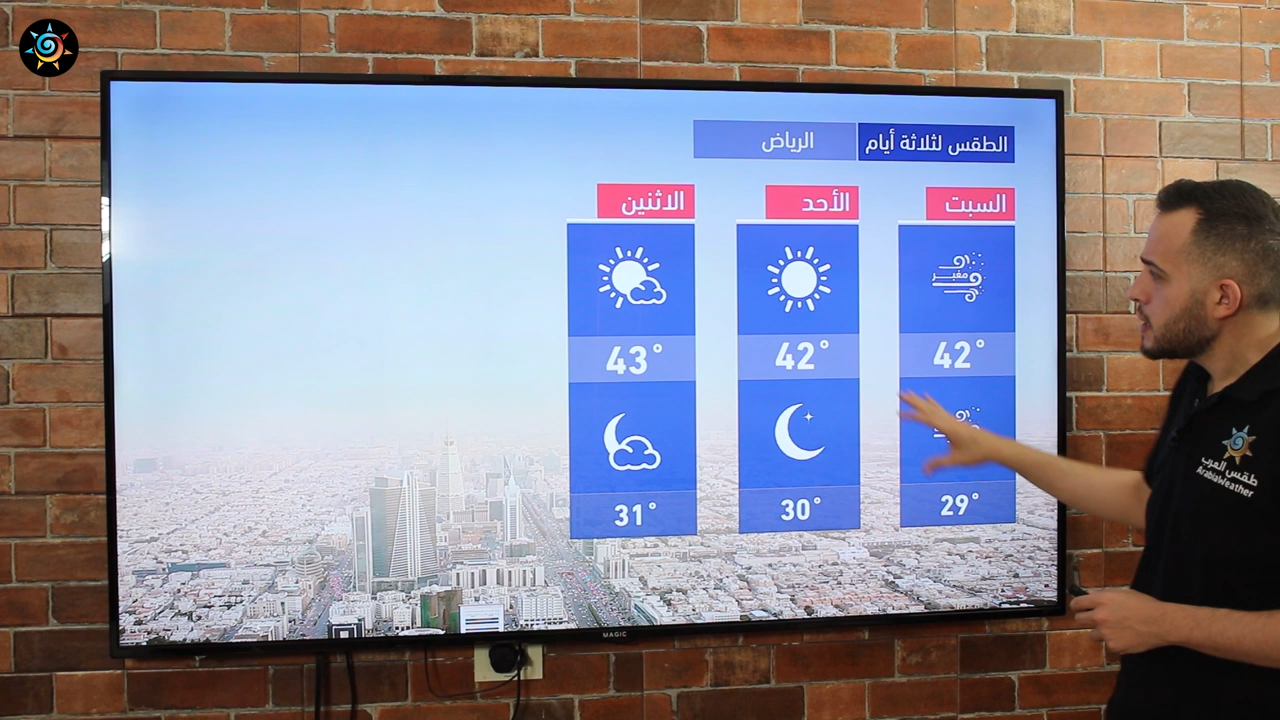 الطقس لثلاثة أيام
الرياض
السبت
الأحد
الاثنين
مغبر
42°
42°
43°
29°
30°
31°
طقس العرب
ArabiaWeather
MAGIC